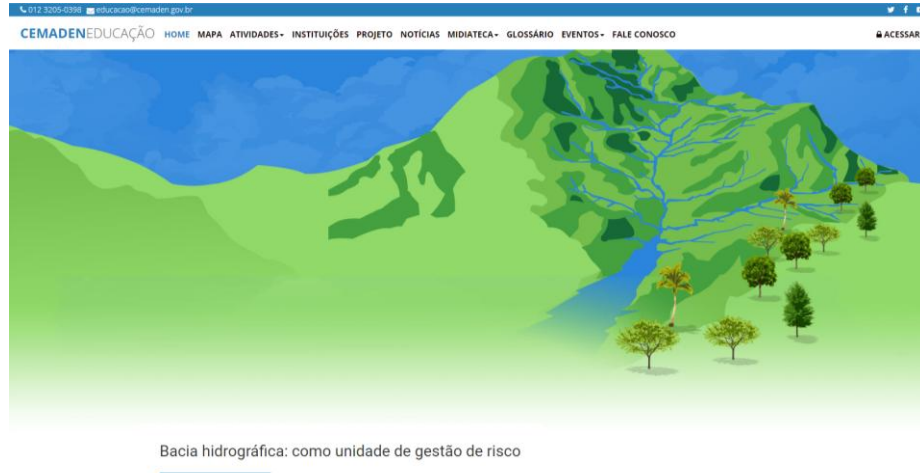 012 3205-0398 educacao@cemaden.gov.br
CEMADENEDUCAÇÃO HOME MAPA ATIVIDADES INSTITUIÇÕES PROJETO NOTÍCIAS MIDIATECA GLOSSÁRIO EVENTOS FALE CONOSCO ACESSAR
Bacia hidrográfica: como unidade de gestão de risco